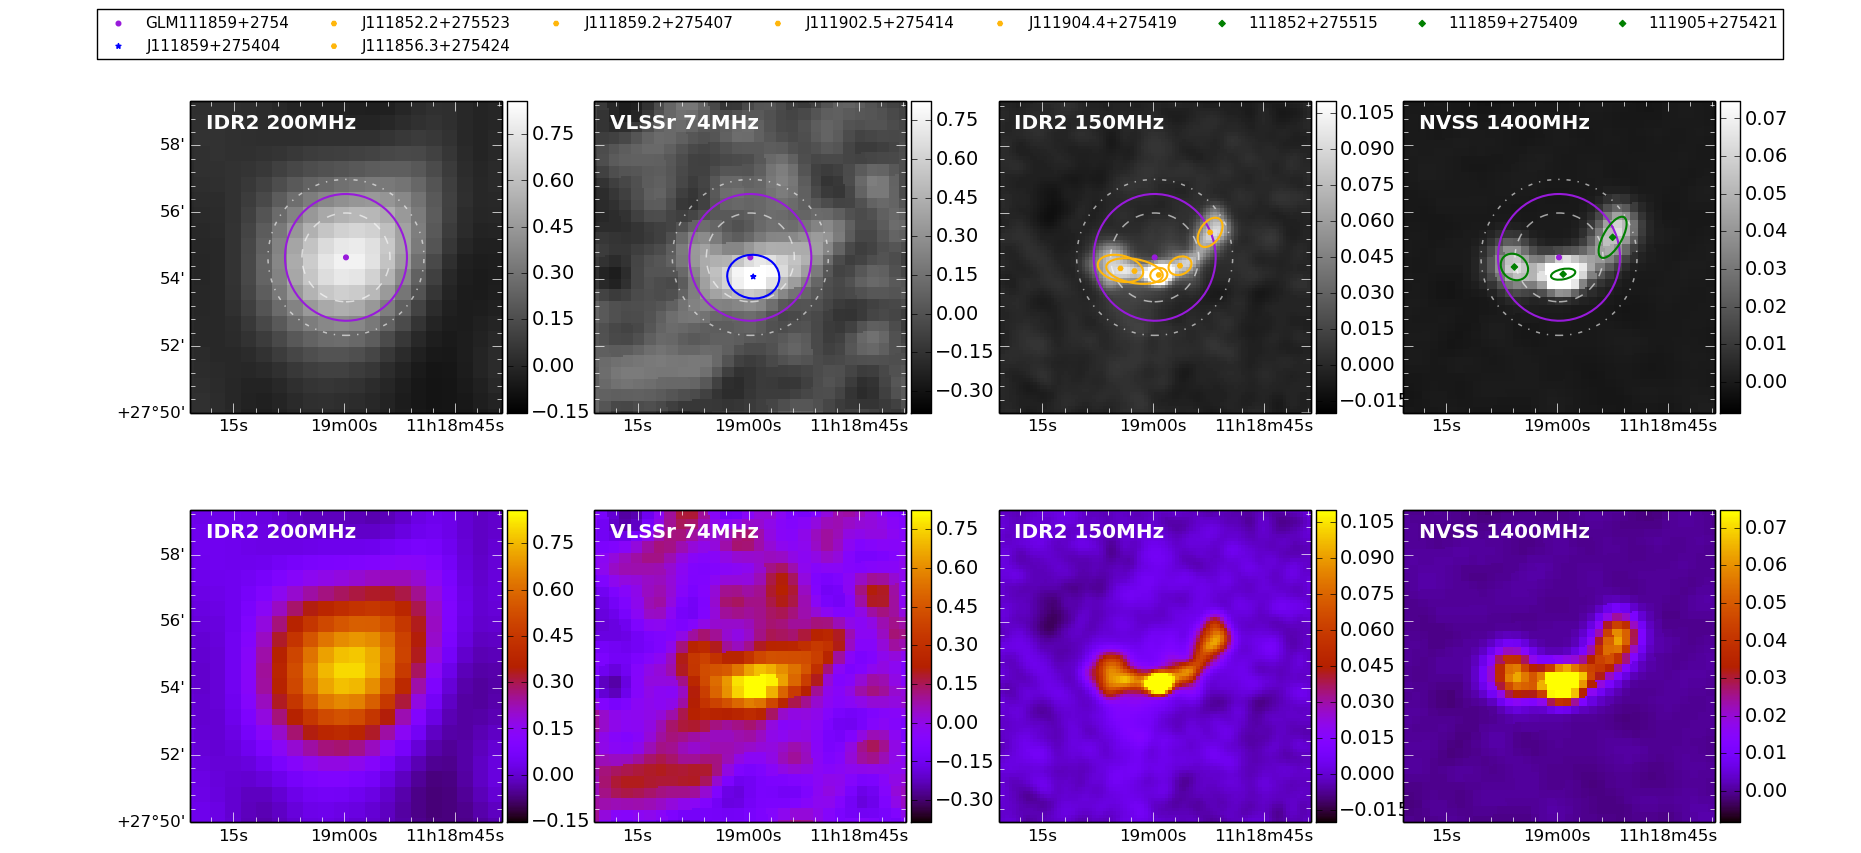 GLM111859+2754 J111852.2+275523 J111859.2+275407 J111902.5+275414 J111904.4+275419 111852+275515 111859+275409 111905+275421
J111859+275404 J111856.3+275424
IDR2 200MHz VLSSr 74MHz IDR2 150MHz NVSS 1400MHz
58' 56' 54' 52' +27°50'
0.75 0.60 0.45 0.30 0.15 0.00 −0.15
0.75 0.60 0.45 0.30 0.15 0.00 −0.15 −0.30
0.105 0.090 0.075 0.060 0.045 0.030 0.015 0.000 −0.015
0.07 0.06 0.05 0.04 0.03 0.02 0.01 0.00
15s 19m00s 11h18m45s 15s 19m00s 11h18m45s 15s 19m00s 11h18m45s 15s 19m00s 11h18m45s
IDR2 200MHz VLSSr 74MHz IDR2 150MHz NVSS 1400MHz
58' 56' 54' 52' +27°50'
0.75 0.60 0.45 0.30 0.15 0.00 −0.15
0.75 0.60 0.45 0.30 0.15 0.00 −0.15 −0.30
0.105 0.090 0.075 0.060 0.045 0.030 0.015 0.000 −0.015
0.07 0.06 0.05 0.04 0.03 0.02 0.01 0.00
15s 19m00s 11h18m45s 15s 19m00s 11h18m45s 15s 19m00s 11h18m45s 15s 19m00s 11h18m45s